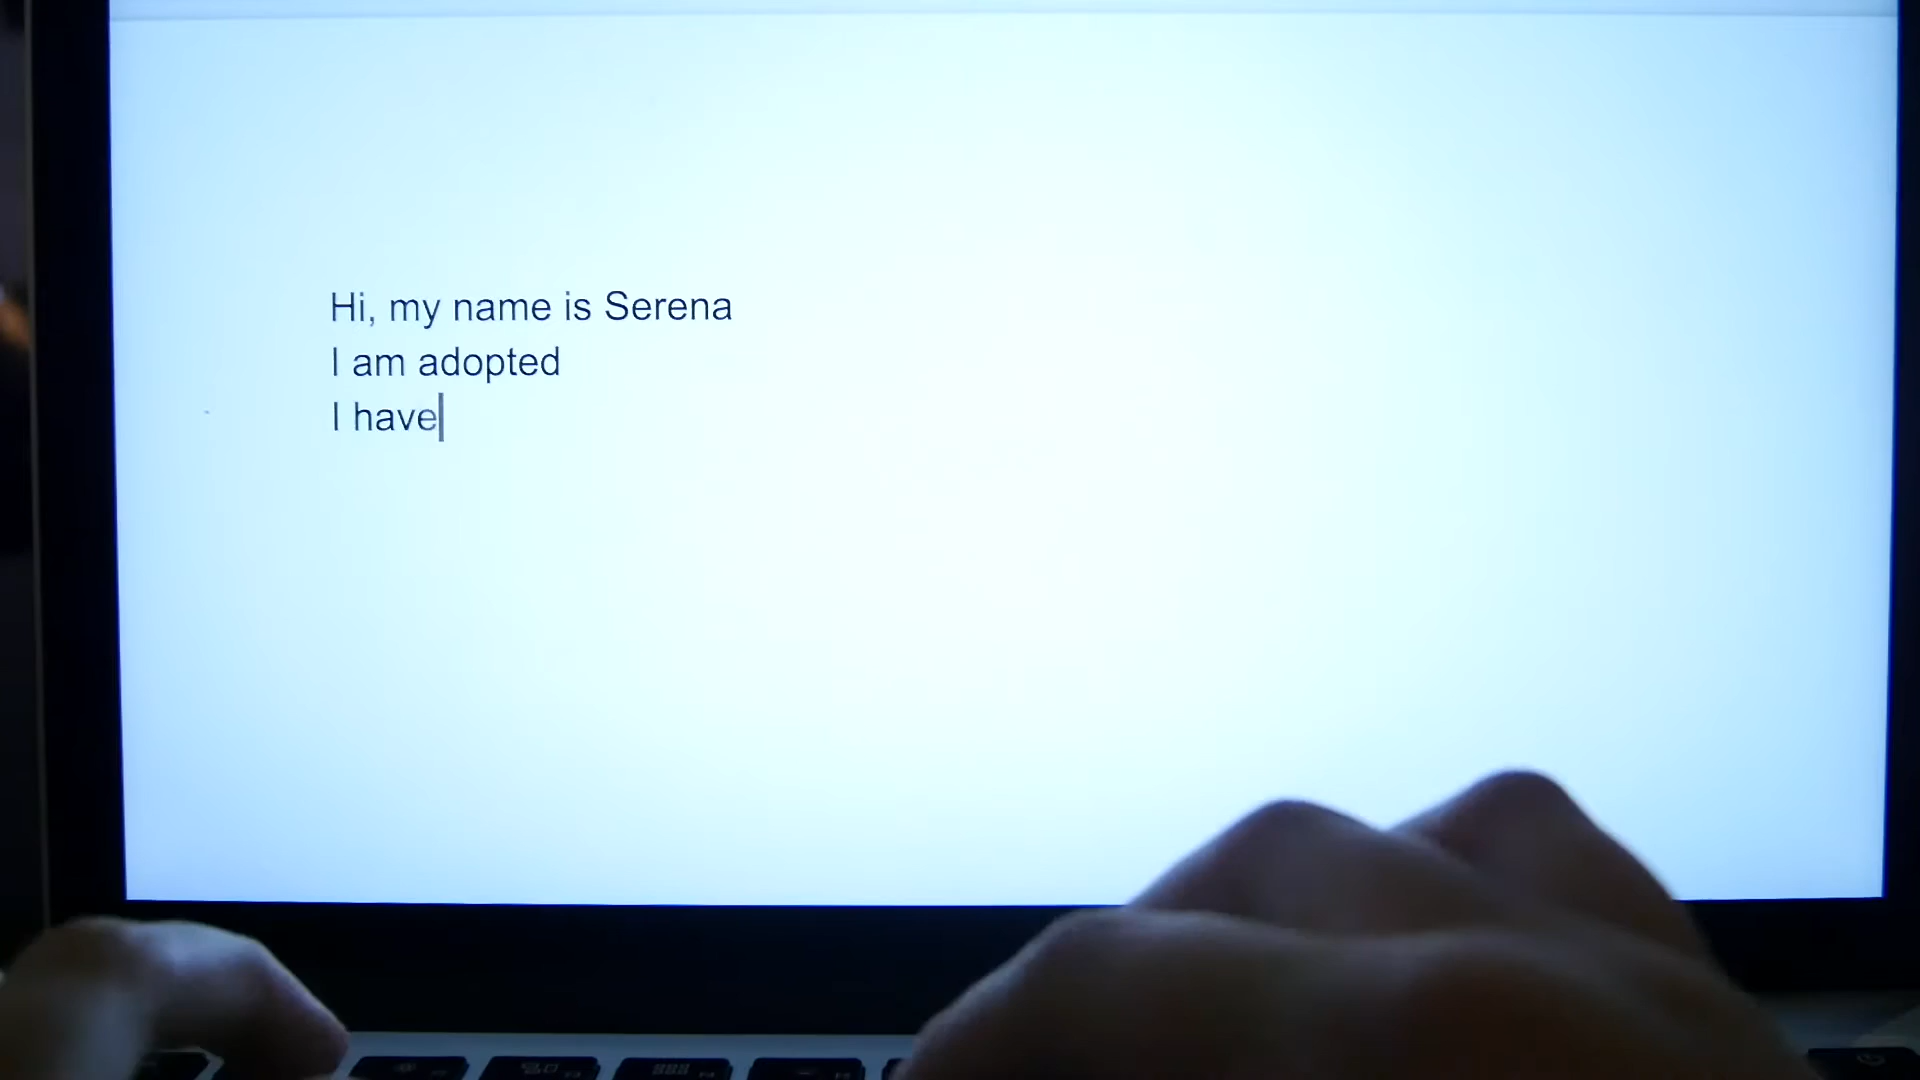 Hi, my name is Serena
I am adopted
I have